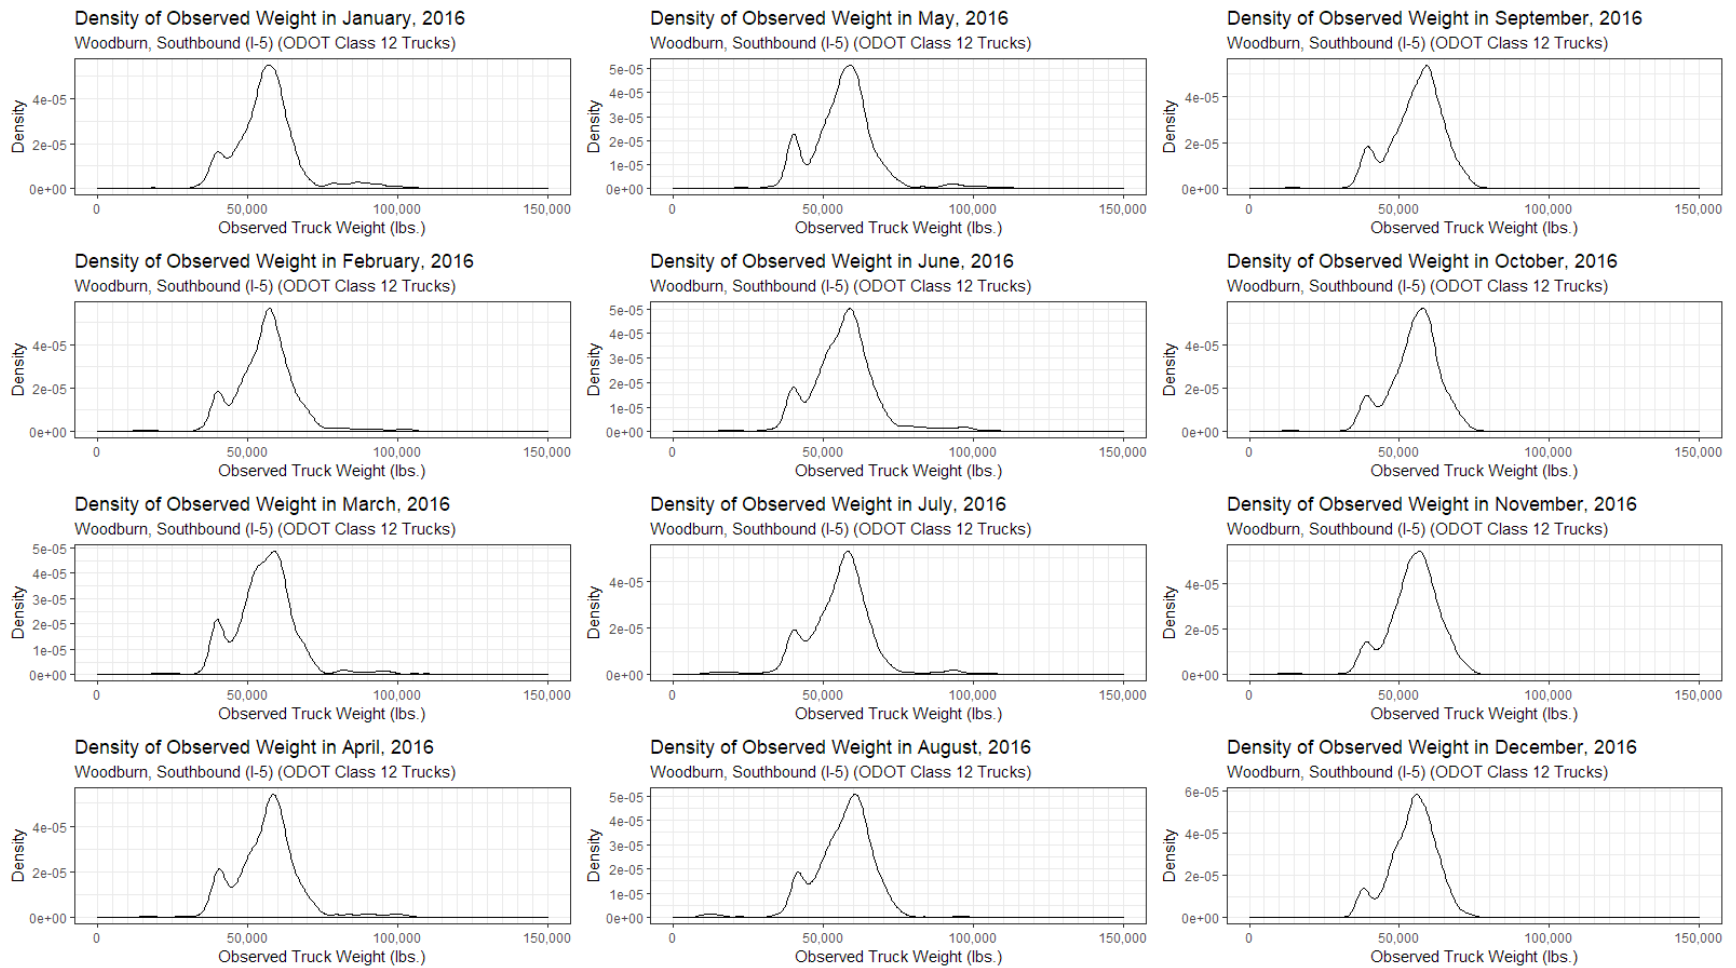 Density of Observed Weight in January, 2016
Woodburn, Southbound (I-5) (ODOT Class 12 Trucks)
Density
4e-05
2e-05
0e+00
0 50,000 100,000 150,000
Observed Truck Weight (lbs.)
Density of Observed Weight in May, 2016
Woodburn, Southbound (I-5) (ODOT Class 12 Trucks)
Density
5e-05
4e-05
3e-05
2e-05
1e-05
0e+00
0 50,000 100,000 150,000
Observed Truck Weight (lbs.)
Density of Observed Weight in September, 2016
Woodburn, Southbound (I-5) (ODOT Class 12 Trucks)
Density
4e-05
2e-05
0e+00
0 50,000 100,000 150,000
Observed Truck Weight (lbs.)
Density of Observed Weight in February, 2016
Woodburn, Southbound (I-5) (ODOT Class 12 Trucks)
Density
4e-05
2e-05
0e+00
0 50,000 100,000 150,000
Observed Truck Weight (lbs.)
Density of Observed Weight in June, 2016
Woodburn, Southbound (I-5) (ODOT Class 12 Trucks)
Density
5e-05
4e-05
3e-05
2e-05
1e-05
0e+00
0 50,000 100,000 150,000
Observed Truck Weight (lbs.)
Density of Observed Weight in October, 2016
Woodburn, Southbound (I-5) (ODOT Class 12 Trucks)
Density
4e-05
2e-05
0e+00
0 50,000 100,000 150,000
Observed Truck Weight (lbs.)
Density of Observed Weight in March, 2016
Woodburn, Southbound (I-5) (ODOT Class 12 Trucks)
Density
5e-05
4e-05
3e-05
2e-05
1e-05
0e+00
0 50,000 100,000 150,000
Observed Truck Weight (lbs.)
Density of Observed Weight in July, 2016
Woodburn, Southbound (I-5) (ODOT Class 12 Trucks)
Density
4e-05
2e-05
0e+00
0 50,000 100,000 150,000
Observed Truck Weight (lbs.)
Density of Observed Weight in November, 2016
Woodburn, Southbound (I-5) (ODOT Class 12 Trucks)
Density
4e-05
2e-05
0e+00
0 50,000 100,000 150,000
Observed Truck Weight (lbs.)
Density of Observed Weight in April, 2016
Woodburn, Southbound (I-5) (ODOT Class 12 Trucks)
Density
4e-05
2e-05
0e+00
0 50,000 100,000 150,000
Observed Truck Weight (lbs.)
Density of Observed Weight in August, 2016
Woodburn, Southbound (I-5) (ODOT Class 12 Trucks)
Density
5e-05
4e-05
3e-05
2e-05
1e-05
0e+00
0 50,000 100,000 150,000
Observed Truck Weight (lbs.)
Density of Observed Weight in December, 2016
Woodburn, Southbound (I-5) (ODOT Class 12 Trucks)
Density
6e-05
4e-05
2e-05
0e+00
0 50,000 100,000 150,000
Observed Truck Weight (lbs.)